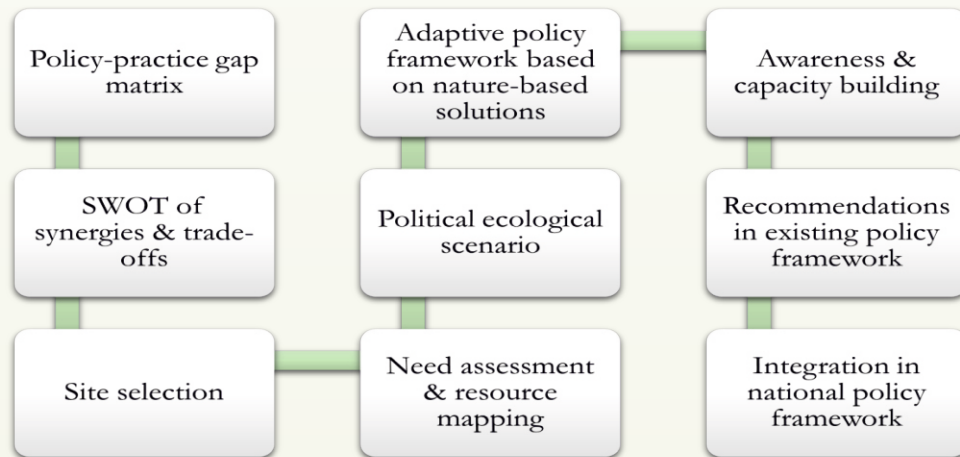 Policy-practice gap
matrix
SWOT of
synergies & trade-
offs
Site selection
Need assessment
& resource
mapping
Political ecological
scenario
Adaptive policy
framework based
on nature-based
solutions
Awareness &
capacity building
Recommendations
in existing policy
framework
Integration in
national policy
framework